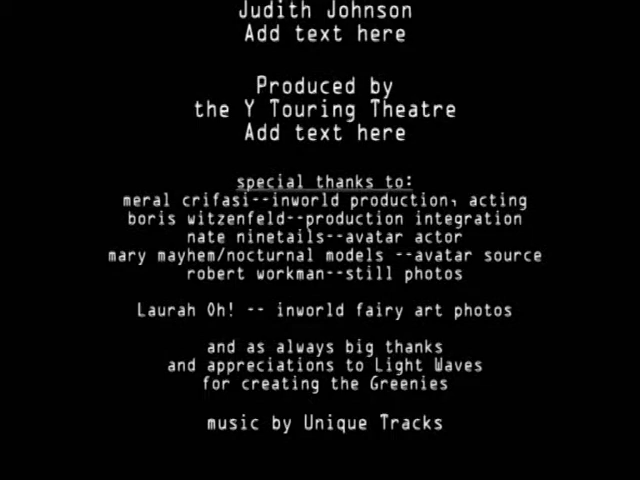 Judith Johnson
Add text here
Produced by
the Y Touring Theatre
Add text here
special thanks to:
meral crifasi--inworld production, acting
boris witzenfeld--production integration
nate ninetails--avatar actor
mary mayhem/nocturnal models --avatar source
robert workman--still photos
Laurah Oh! -- inworld fairy art photos
and as always big thanks
and appreciations to Light Waves
for creating the Greenies
music by Unique Tracks